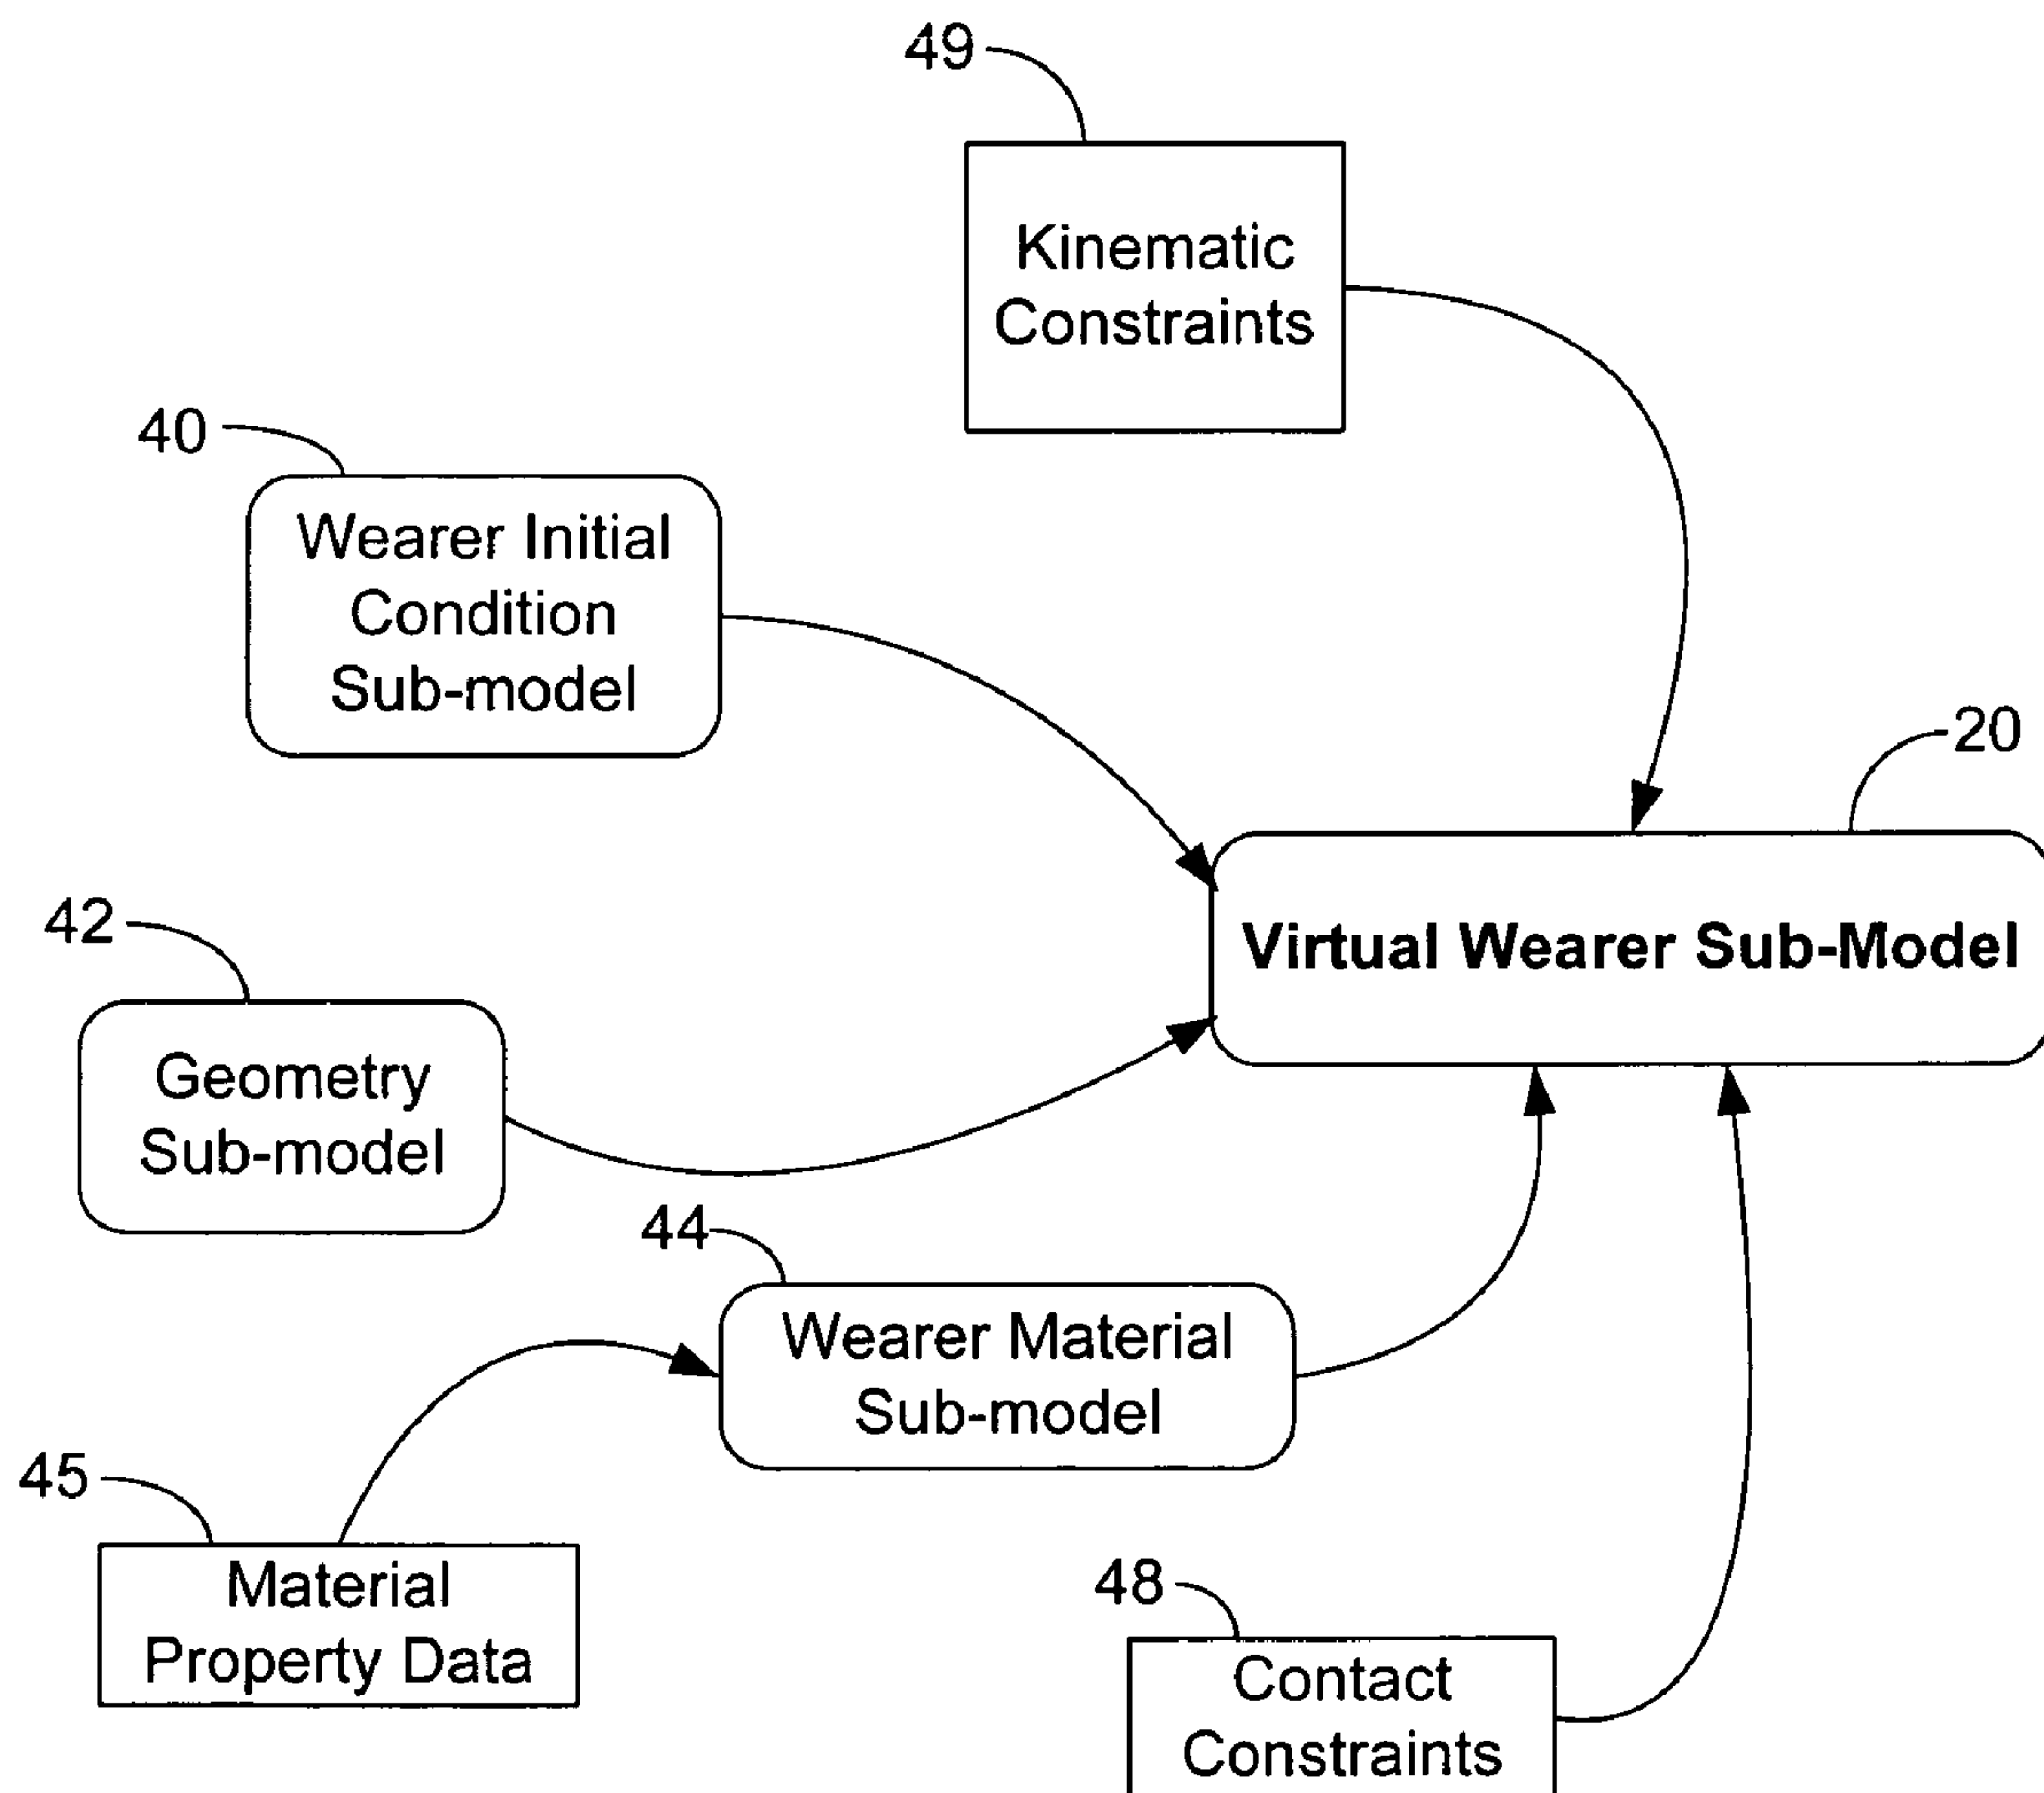 49
Kinematic
Constraints
40
Wearer Initial
Condition
Sub-model
20
Virtual Wearer Sub-Model
42
Geometry
Sub-model
44
Wearer Material
Sub-model
45
Material
Property Data
48
Contact
Constraints